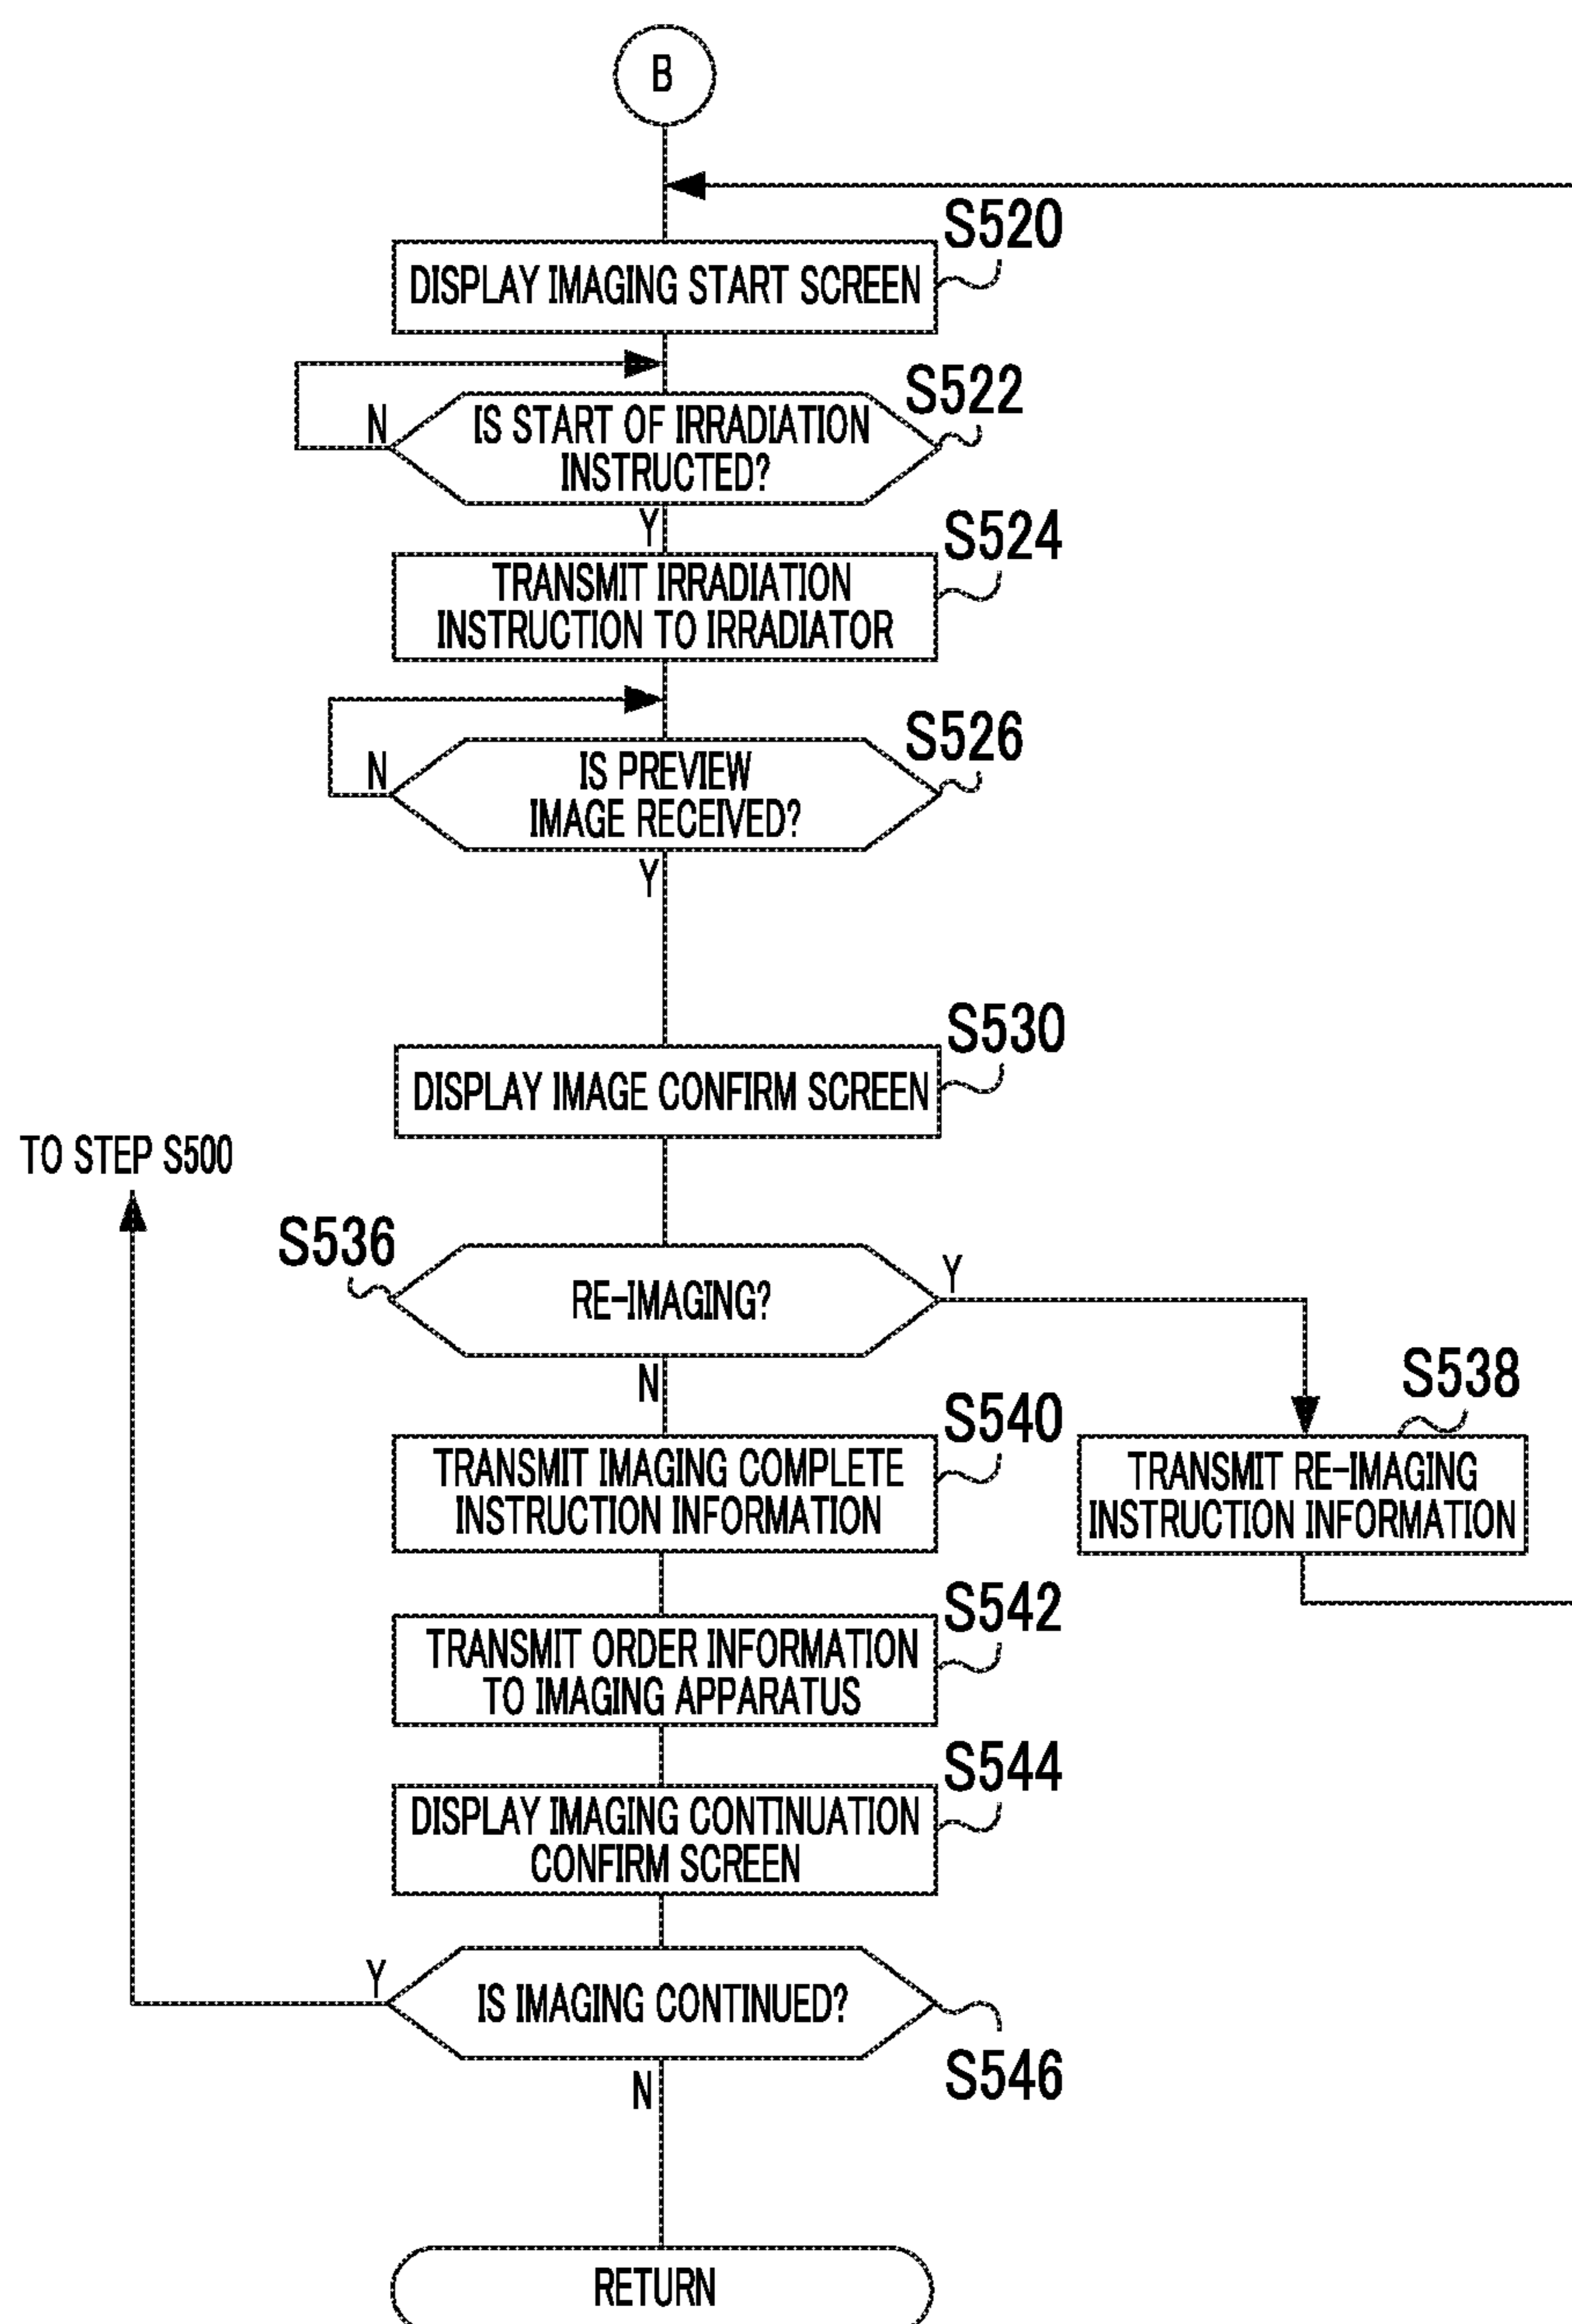 B
S520
DISPLAY IMAGING START SCREEN
S522
N
IS START OF IRRADIATION
INSTRUCTED?
Y
S524
TRANSMIT IRRADIATION
INSTRUCTION TO IRRADIATOR
S526
N
IS PREVIEW
IMAGE RECEIVED?
Y
S530
DISPLAY IMAGE CONFIRM SCREEN
TO STEP S500
S536
RE-IMAGING?
Y
N
S538
TRANSMIT RE-IMAGING
INSTRUCTION INFORMATION
S540
TRANSMIT IMAGING COMPLETE
INSTRUCTION INFORMATION
S542
TRANSMIT ORDER INFORMATION
TO IMAGING APPARATUS
S544
DISPLAY IMAGING CONTINUATION
CONFIRM SCREEN
Y
IS IMAGING CONTINUED?
S546
N
RETURN